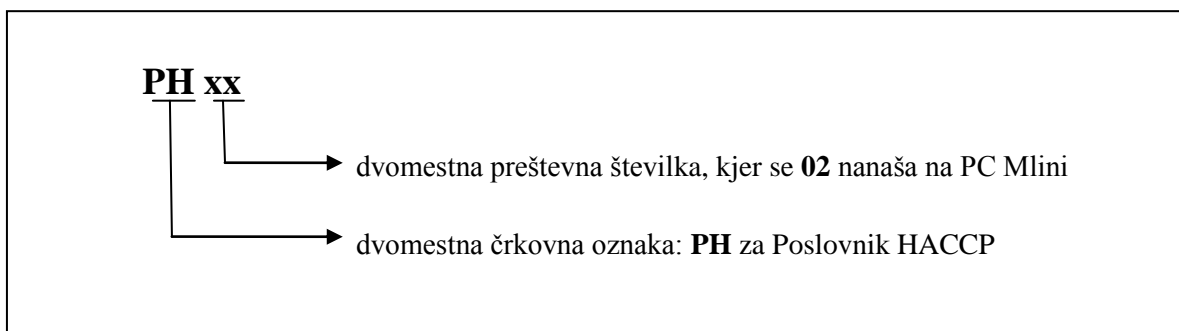 PH xx
dvomestna preštevna številka, kjer se 02 nanaša na PC Mlini
dvomestna črkovna oznaka: PH za Poslovnik HACCP